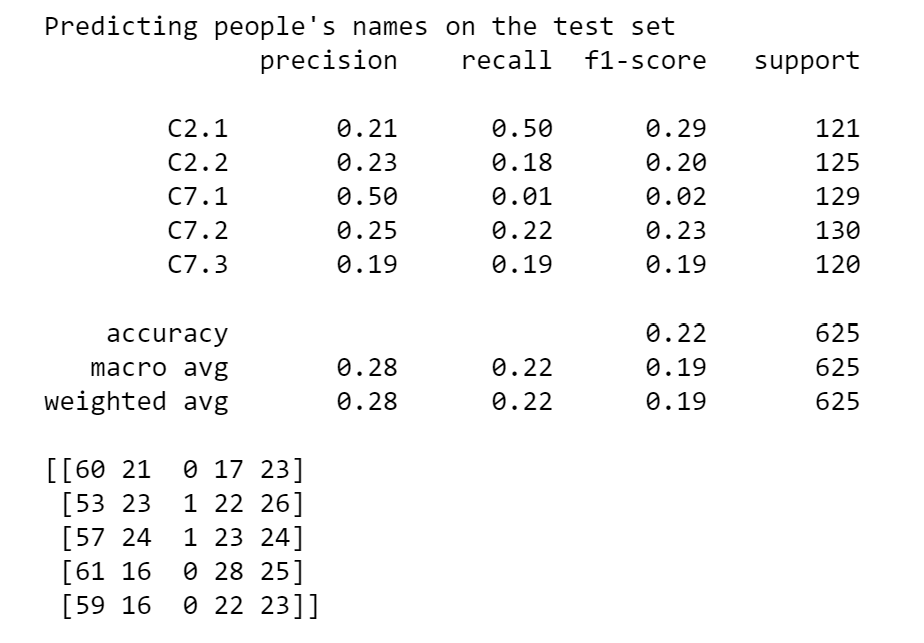 Predicting people's names on the test set
precision recall f1-score support
C2.1 0.21 0.50 0.29 121
C2.2 0.23 0.18 0.20 125
C7.1 0.50 0.01 0.02 129
C7.2 0.25 0.22 0.23 130
C7.3 0.19 0.19 0.19 120
accuracy 0.22 625
macro avg 0.28 0.22 0.19 625
weighted avg 0.28 0.22 0.19 625
[[60 21 0 17 23]
[53 23 1 22 26]
[57 24 1 23 24]
[61 16 0 28 25]
[59 16 0 22 23]]